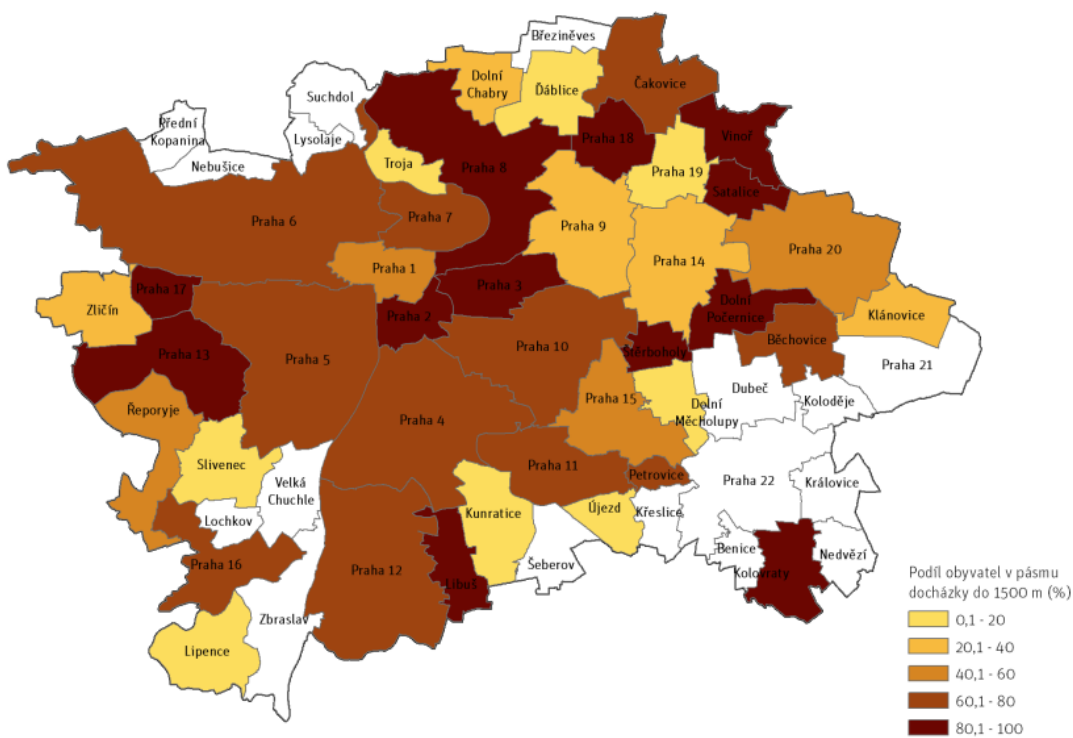 Březiněves
Dolní
Chabry
Ďáblice
Čakovice
Suchdol
Přední
Kopanina
Lysolaje
Nebušice
Troja
Praha 8
Praha 18
Vinoř
Praha 19
Satalice
Praha 6
Praha 7
Praha 9
Praha 20
Praha 14
Praha 1
Praha 17
Praha 3
Zličín
Praha 2
Dolní
Počernice
Klánovice
Praha 13
Praha 5
Praha 10
Štěrboholy
Běchovice
Praha 21
Dubeč
Koloděje
Řeporyje
Praha 4
Praha 15
Dolní
Měcholupy
Slivenec
Praha 11
Petrovice
Velká
Chuchle
Praha 22
Královice
Lochkov
Kunratice
Újezd
Křeslice
Benice
Nedvězí
Praha 16
Praha 12
Libuš
Šeberov
Kolovraty
Zbraslav
Lipence
Podíl obyvatel v pásmu
docházky do 1500 m (%)
0,1 - 20
20,1 - 40
40,1 - 60
60,1 - 80
80,1 - 100